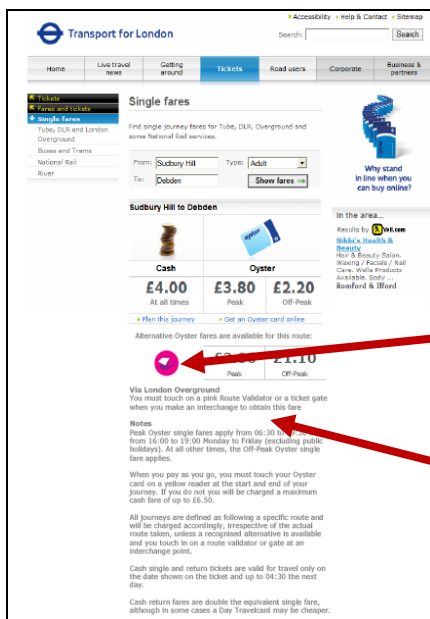 Accessibility Help & Contact Sitemap
Transport for London
Search: Search
Home Live travel news Getting around Tickets Road users Corporate Business & partners
Tickets
Fares and tickets
Single fares
Tube, DLR and London Overground
Buses and Trams
National Rail
River
Single fares
Find single journey fares for Tube, DLR, Overground and
some National Rail services.
From: Sudbury Hill Type: Adult
To: Debden Show fares
Sudbury Hill to Debden
oyster
Cash Oyster
£4.00 £3.80 £2.20
At all times Peak Off-Peak
Plan this journey Get an Oyster card online
Alternative Oyster fares are available for this route:
£1.10
Peak Off-Peak
Via London Overground
You must touch on a pink Route Validator or a ticket gate
when you make an interchange to obtain this fare
Notes
Peak Oyster single fares apply from 06:30 to
from 16:00 to 19:00 Monday to Friday (excluding public
holidays). At all other times, the Off-Peak Oyster single
fare applies.
When you pay as you go, you must touch your Oyster
card on a yellow reader at the start and end of your
journey. If you do not you will be charged a maximum
cash fare of up to £6.50.
All journeys are defined as following a specific route and
will be charged accordingly, irrespective of the actual
route taken, unless a recognised alternative is available
and you touch in on a route validator or gate at an
interchange point.
Cash single and return tickets are valid for travel only on
the date shown on the ticket and up to 04:30 the next
day.
Cash return fares are double the equivalent single fare,
although in some cases a Day Travelcard may be cheaper.
Why stand
in line when you
can buy online?
In the area...
Results by Yell.com
Nikki's Health &
Beauty
Hair & Beauty Salon.
Waxing / Facials / Nail
Care. Wella Products
Available. Body ...
Romford & Ilford